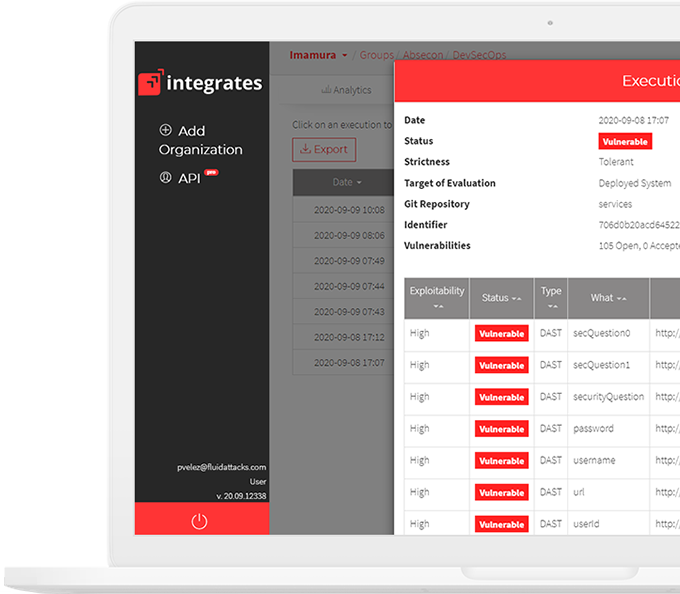 integrates
Add
Organization
API pro
pvelez@fluidattacks.com
User
v. 20.09.12338
Imamura / Groups / Absecon / DevSecOps
Analytics
Click on an execution to
Export
Date
2020-09-09 10:08
2020-09-09 08:06
2020-09-09 07:49
2020-09-09 07:44
2020-09-09 07:43
2020-09-08 17:12
2020-09-08 17:07
Executio
Date 2020-09-08 17:07
Status Vulnerable
Strictness Tolerant
Target of Evaluation Deployed System
Git Repository services
Identifier 706d0b20acd64522
Vulnerabilities 105 Open, 0 Accepte
Exploitability Status Type What
High Vulnerable DAST secQuestion0 http:/
High Vulnerable DAST secQuestion1 http:/
High Vulnerable DAST securityQuestion http:/
High Vulnerable DAST password http:/
High Vulnerable DAST username http:/
High Vulnerable DAST url http:/
High Vulnerable DAST userId http:/